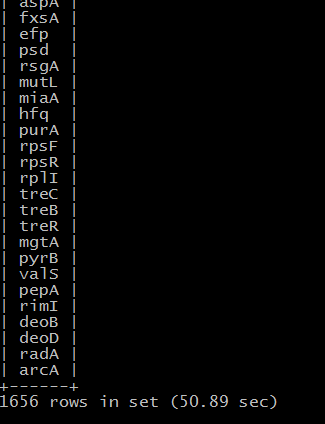 | aspA |
| fxsA |
| efp  |
| psd  |
| rsgA |
| mutL |
| miaA |
| hfq  |
| purA |
| rpsF |
| rpsR |
| rplI |
| treC |
| treB |
| treR |
| mgtA |
| pyrB |
| valS |
| pepA |
| rimI |
| deoB |
| deoD |
| radA |
| arcA |
+------+
1656 rows in set (50.89 sec)